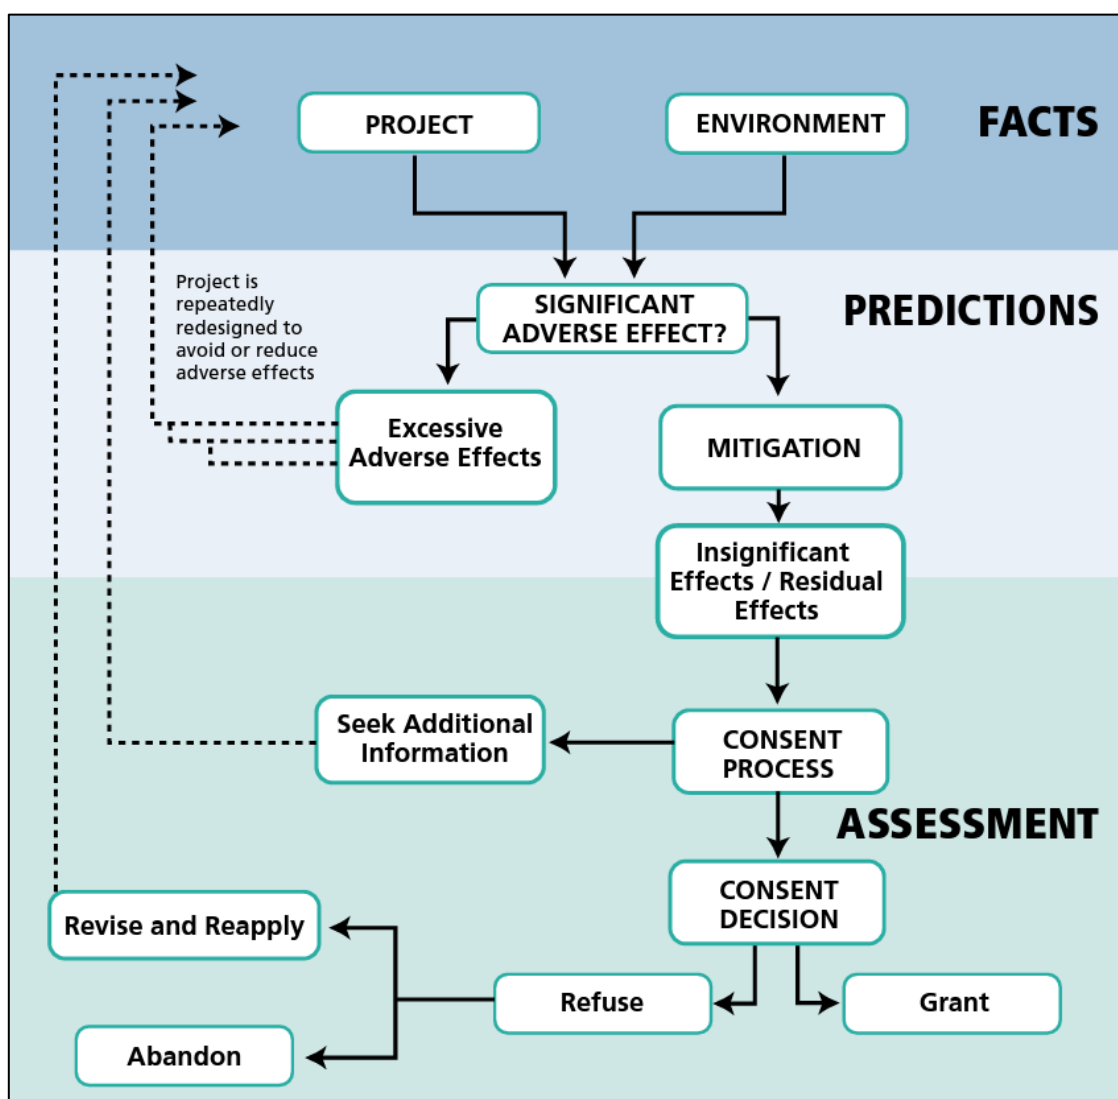 PROJECT
ENVIRONMENT
FACTS
Project is
repeatedly
redesigned to
avoid or reduce
adverse effects
SIGNIFICANT
ADVERSE EFFECT?
PREDICTIONS
Excessive
Adverse Effects
MITIGATION
Insignificant
Effects / Residual
Effects
Seek Additional
Information
CONSENT
PROCESS
ASSESSMENT
CONSENT
DECISION
Revise and Reapply
Refuse
Grant
Abandon